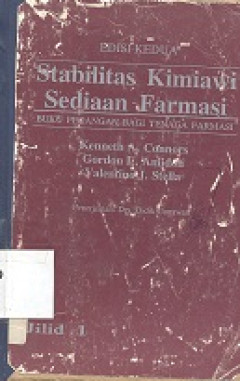 EDISI KEDUA
Stabilitas Kimiawi
Sediaan Farmasi
BUKU PEGANGAN BAGI TENAGA FARMASI
Kenneth A. Connors
Gordon L. Amidon
Valentino J. Stella
Jilid 1